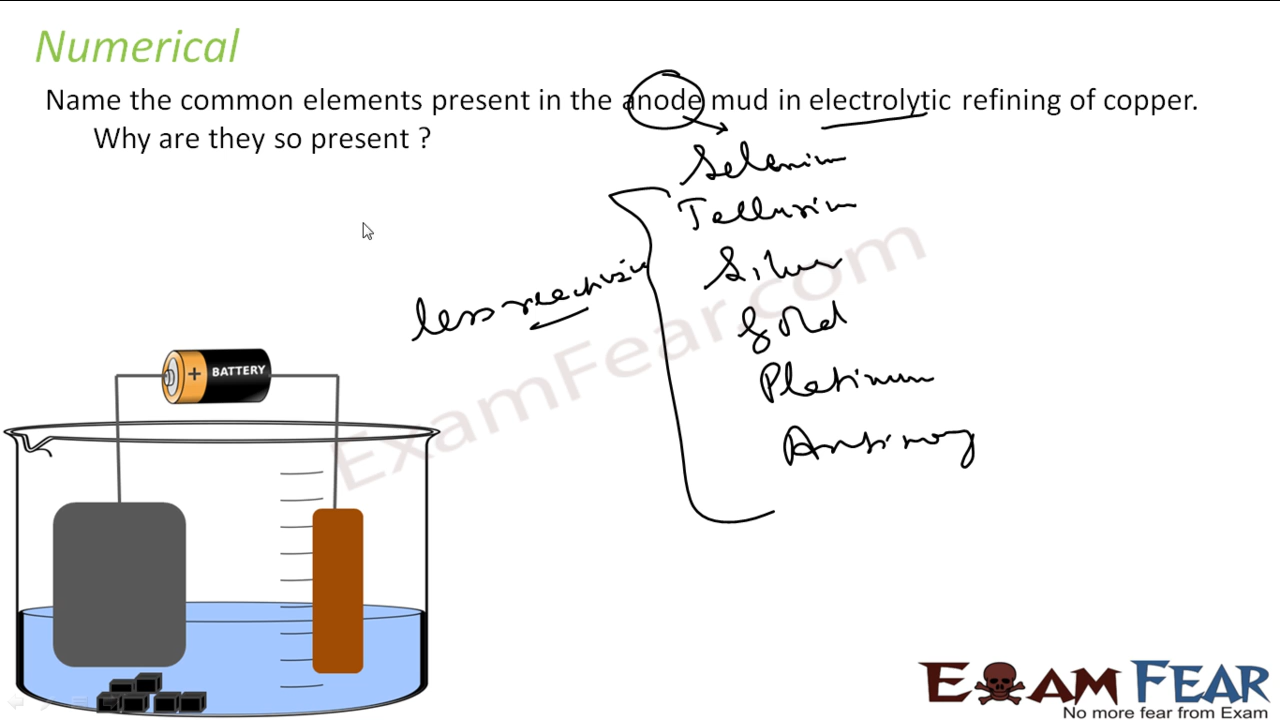 Numerical
Name the common elements present in the anode mud in electrolytic refining of copper.
Why are they so present ?
Selenium
Tellurium
Silver
Gold
Platinum
Antimony
less reactive
+ BATTERY
ExamFear.com
EXAM FEAR
No more fear from Exam